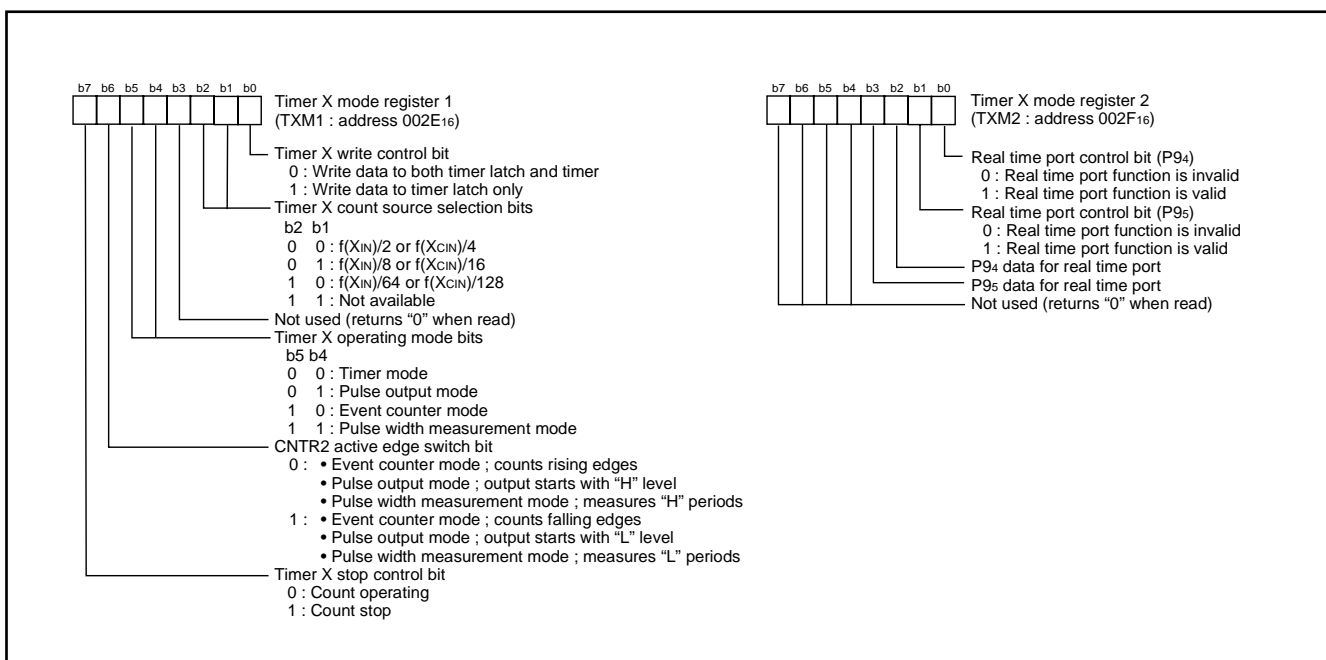 b7 b6 b5 b4 b3 b2 b1 b0
Timer X mode register 1
(TXM1 : address 002E16)
Timer X write control bit
0 : Write data to both timer latch and timer
1 : Write data to timer latch only
Timer X count source selection bits
b2 b1
0 0 : f(XIN)/2 or f(XCIN)/4
0 1 : f(XIN)/8 or f(XCIN)/16
1 0 : f(XIN)/64 or f(XCIN)/128
1 1 : Not available
Not used (returns “0” when read)
Timer X operating mode bits
b5 b4
0 0 : Timer mode
0 1 : Pulse output mode
1 0 : Event counter mode
1 1 : Pulse width measurement mode
CNTR2 active edge switch bit
0 : • Event counter mode ; counts rising edges
• Pulse output mode ; output starts with “H” level
• Pulse width measurement mode ; measures “H” periods
1 : • Event counter mode ; counts falling edges
• Pulse output mode ; output starts with “L” level
• Pulse width measurement mode ; measures “L” periods
Timer X stop control bit
0 : Count operating
1 : Count stop
b7 b6 b5 b4 b3 b2 b1 b0
Timer X mode register 2
(TXM2 : address 002F16)
Real time port control bit (P94)
0 : Real time port function is invalid
1 : Real time port function is valid
Real time port control bit (P95)
0 : Real time port function is invalid
1 : Real time port function is valid
P94 data for real time port
P95 data for real time port
Not used (returns “0” when read)